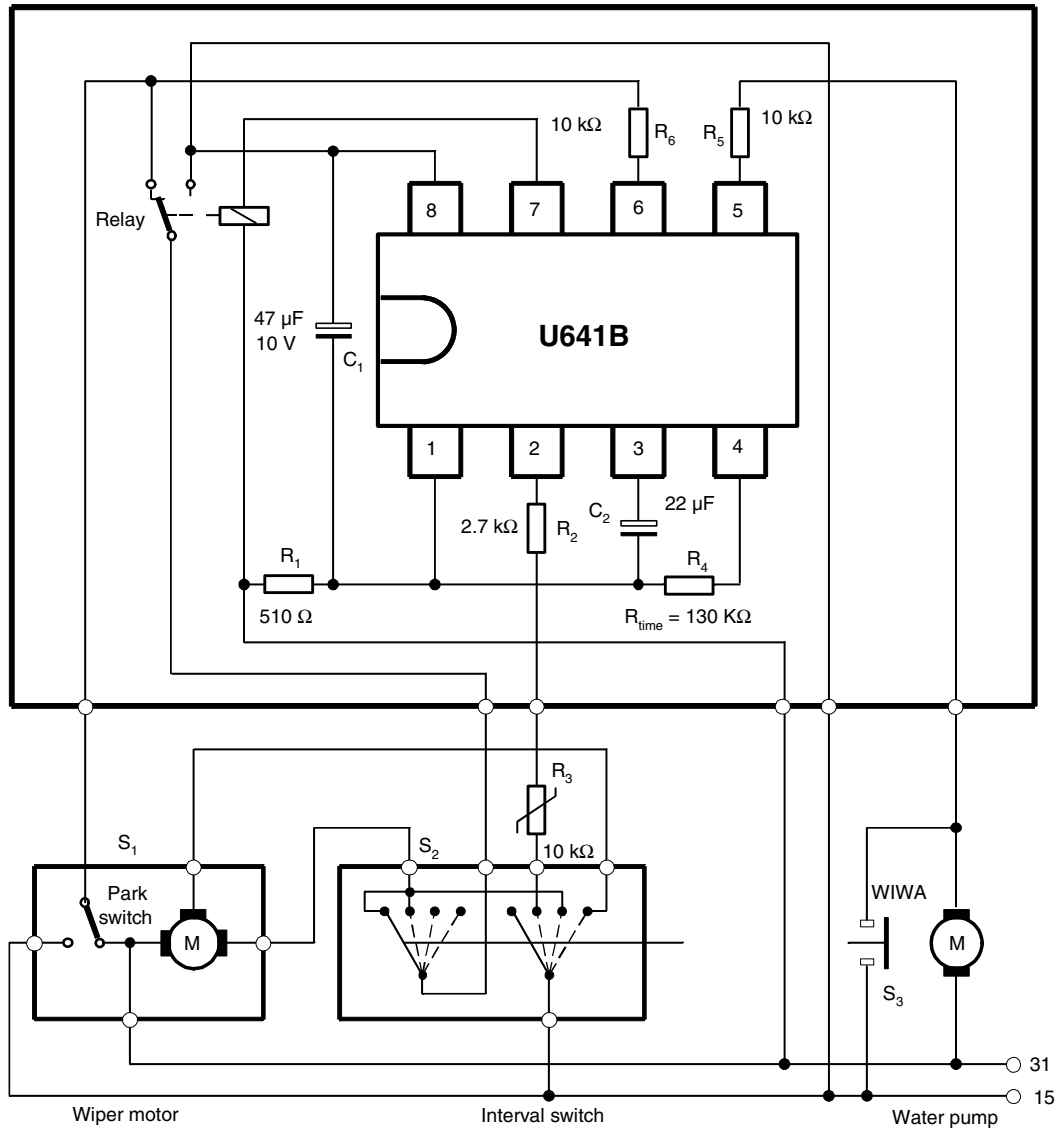 10 kΩ
R6
R5
10 kΩ
8
7
6
5
Relay
47 µF
10 V
C1
U641B
1
2
3
4
2.7 kΩ
R2
C2
22 µF
R1
510 Ω
R4
Rtime = 130 KΩ
R3
10 kΩ
S1
S2
Park
switch
M
WIWA
M
S3
31
15
Wiper motor
Interval switch
Water pump